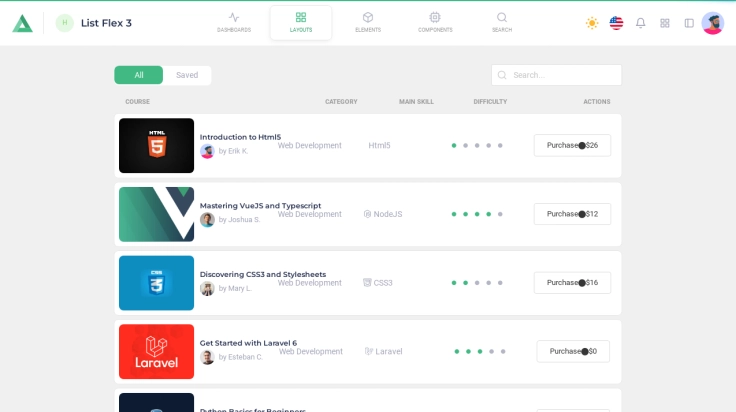 H
List Flex 3
DASHBOARDS
LAYOUTS
ELEMENTS
COMPONENTS
SEARCH
All
Saved
Search...
COURSE
CATEGORY
MAIN SKILL
DIFFICULTY
ACTIONS
HTML
5
Introduction to Html5
by Erik K.
Web Development
Html5
Purchase $26
Mastering VueJS and Typescript
by Joshua S.
Web Development
NodeJS
Purchase $12
CSS
3
Discovering CSS3 and Stylesheets
by Mary L.
Web Development
CSS3
Purchase $16
Laravel
Get Started with Laravel 6
by Esteban C.
Web Development
Laravel
Purchase $0
Python Basics for Beginners